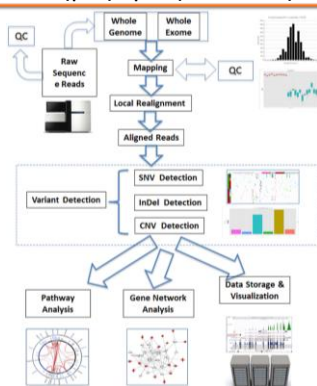 Whole
Genome
Whole
Exome
QC
Raw
Sequenc
e Reads
Mapping
QC
Local Realignment
Aligned Reads
SNV Detection
Variant Detection
InDel Detection
CNV Detection
Pathway
Analysis
Gene Network
Analysis
Data Storage &
Visualization